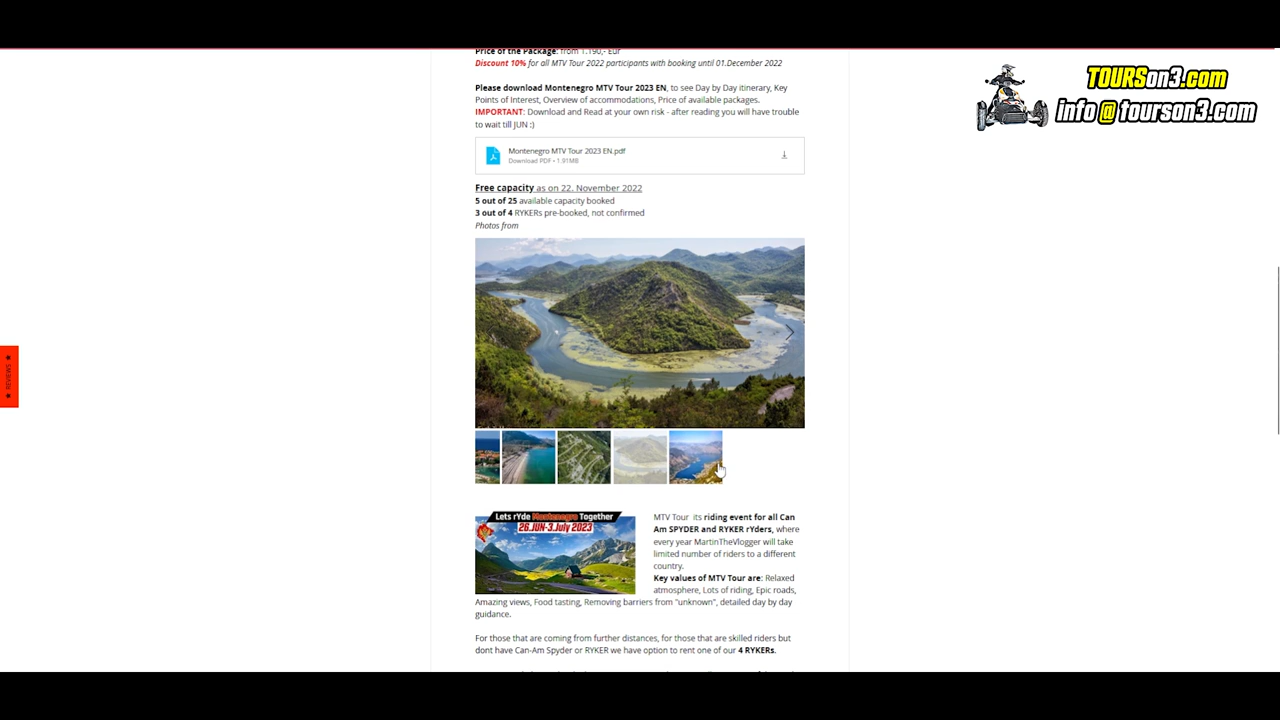 Price of the Package: from 1.190,- Eur
Discount 10% for all MTV Tour 2022 participants with booking until 01.December 2022
Please download Montenegro MTV Tour 2023 EN, to see Day by Day itinerary, Key
Points of Interest, Overview of accommodations, Price of available packages.
IMPORTANT: Download and Read at your own risk - after reading you will have trouble
to wait till JUN :)
Montenegro MTV Tour 2023 EN.pdf
Download PDF • 1.91MB
Free capacity as on 22. November 2022
5 out of 25 available capacity booked
3 out of 4 RYKERs pre-booked, not confirmed
Photos from
Lets rYde Montenegro Together
26.JUN-3.July 2023
MTV Tour its riding event for all Can
Am SPYDER and RYKER rYders, where
every year MartinTheVlogger will take
limited number of riders to a different
country.
Key values of MTV Tour are: Relaxed
atmosphere, Lots of riding, Epic roads,
Amazing views, Food tasting, Removing barriers from "unknown", detailed day by day
guidance.
For those that are coming from further distances, for those that are skilled riders but
dont have Can-Am Spyder or RYKER we have option to rent one of our 4 RYKERs.
TOURSon3.com
info@tourson3.com
★ REVIEWS ★